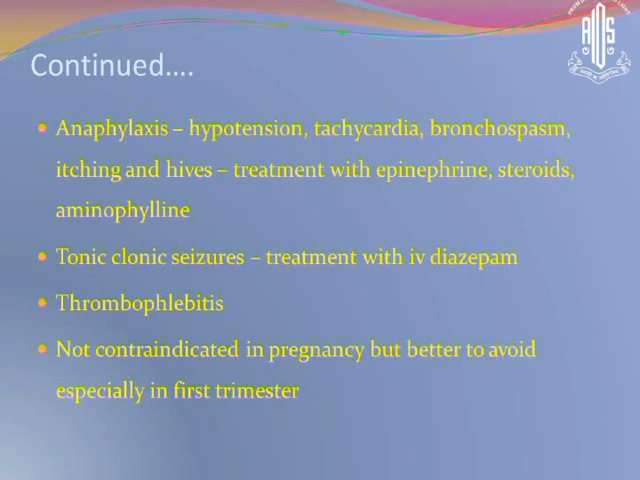 Continued....
Anaphylaxis – hypotension, tachycardia, bronchospasm,
itching and hives – treatment with epinephrine, steroids,
aminophylline
Tonic clonic seizures – treatment with iv diazepam
Thrombophlebitis
Not contraindicated in pregnancy but better to avoid
especially in first trimester